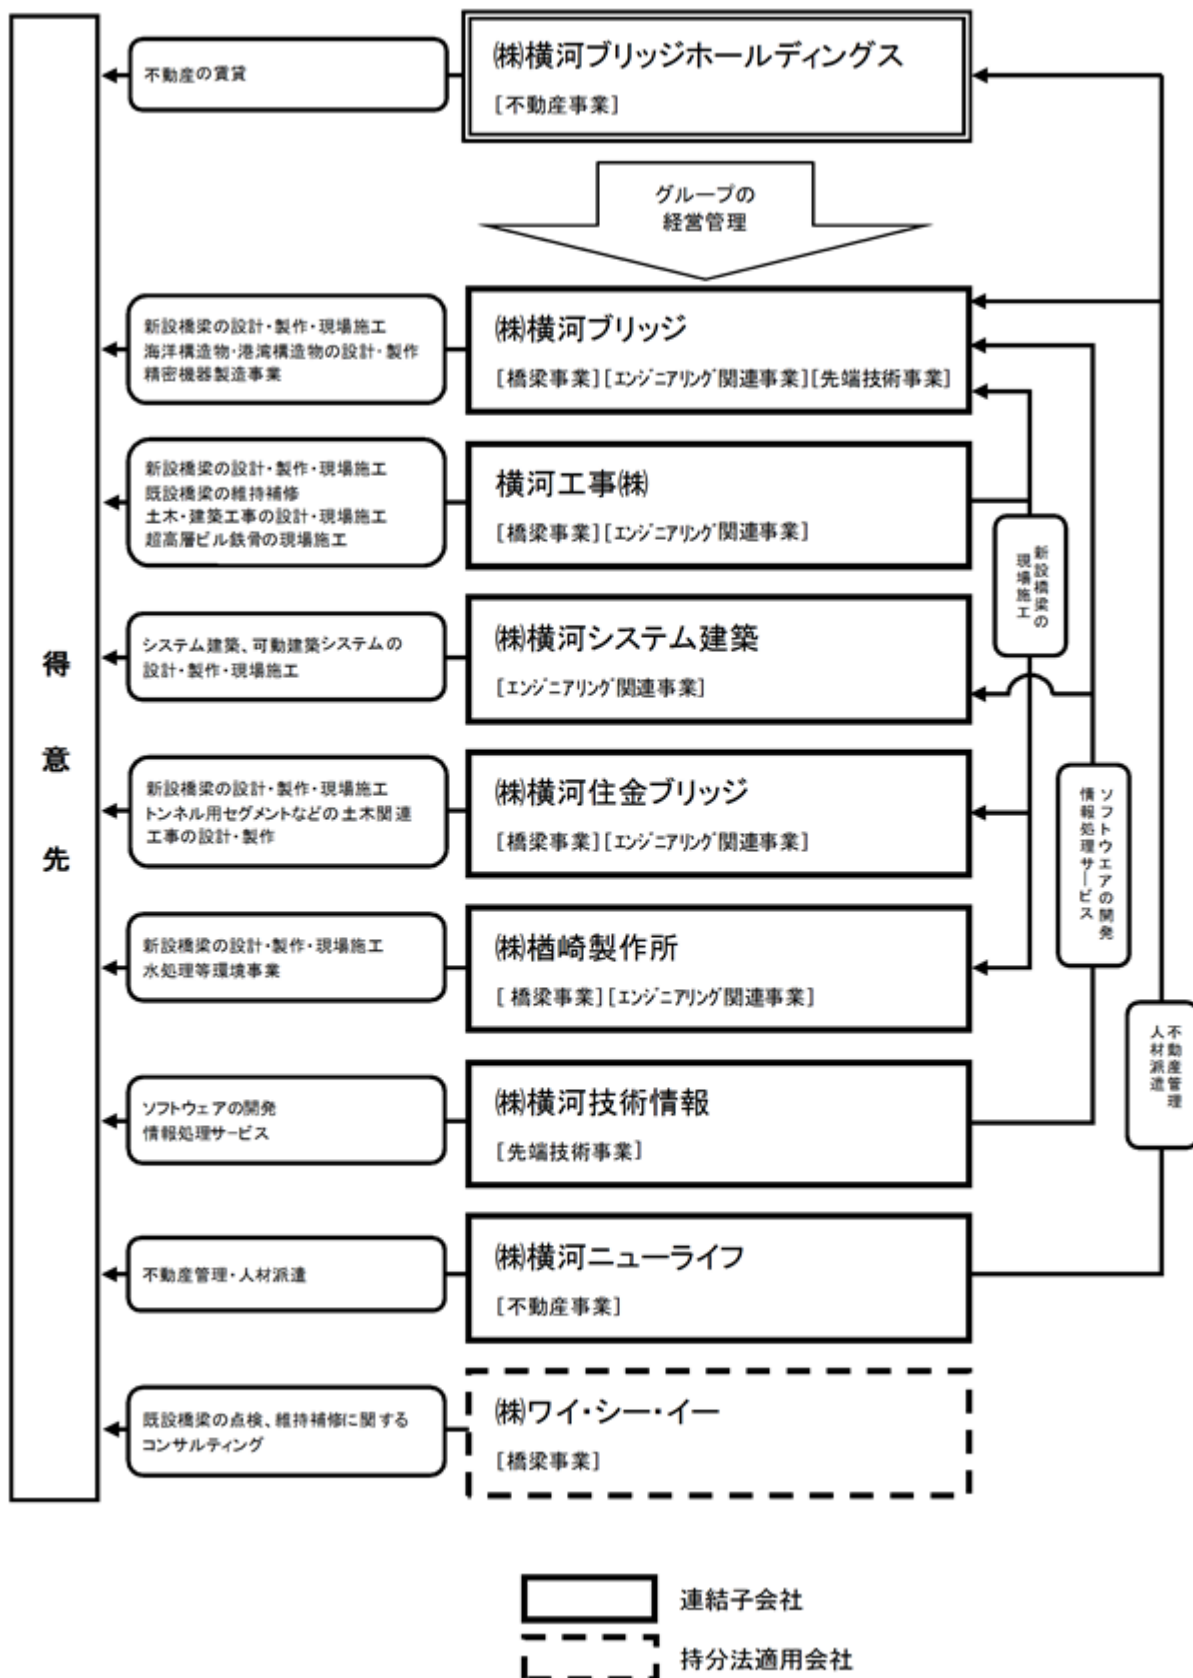 不動産の賃貸
㈱横河ブリッジホールディングス
[不動産事業]
グループの
経営管理
新設橋梁の設計・製作・現場施工
海洋構造物・港湾構造物の設計・製作
精密機器製造事業
㈱横河ブリッジ
[橋梁事業][エンジニアリング関連事業][先端技術事業]
新設橋梁の設計・製作・現場施工
既設橋梁の維持補修
土木・建築工事の設計・現場施工
超高層ビル鉄骨の現場施工
横河工事㈱
[橋梁事業][エンジニアリング関連事業]
新設橋梁の
現場施工
システム建築、可動建築システムの
設計・製作・現場施工
㈱横河システム建築
[エンジニアリング関連事業]
得意先
新設橋梁の設計・製作・現場施工
トンネル用セグメントなどの土木関連
工事の設計・製作
㈱横河住金ブリッジ
[橋梁事業][エンジニアリング関連事業]
ソフトウエアの開発
情報処理サービス
新設橋梁の設計・製作・現場施工
水処理等環境事業
㈱楢崎製作所
[橋梁事業][エンジニアリング関連事業]
不動産管理
人材派遣
ソフトウェアの開発
情報処理サービス
㈱横河技術情報
[先端技術事業]
不動産管理・人材派遣
㈱横河ニューライフ
[不動産事業]
既設橋梁の点検、維持補修に関する
コンサルティング
㈱ワイ・シー・イー
[橋梁事業]
連結子会社
持分法適用会社